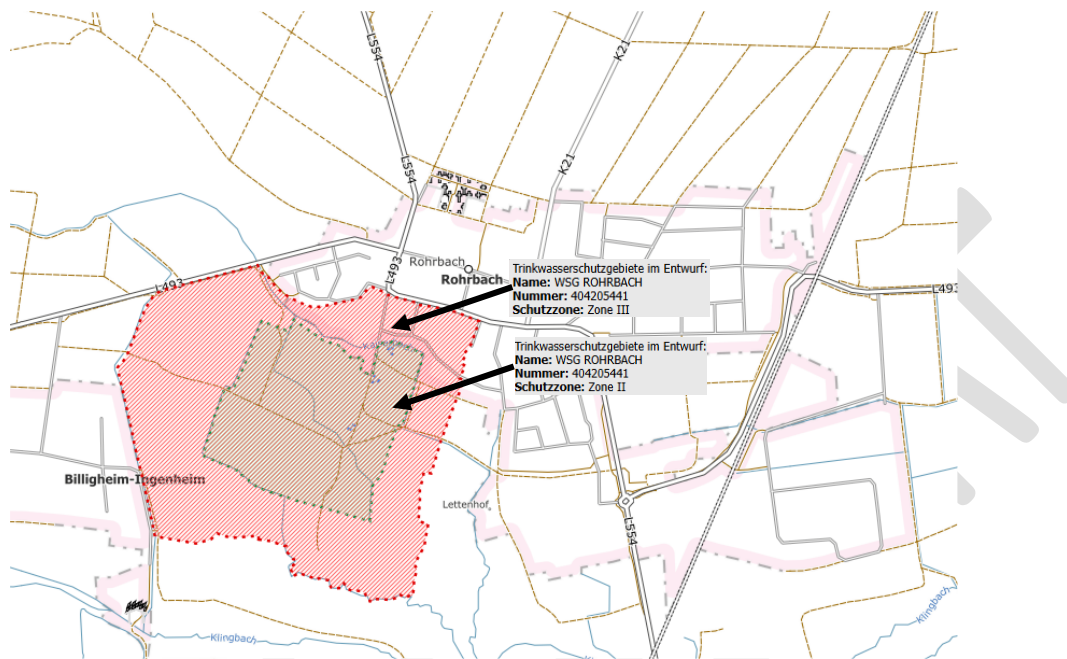 L554
K21
L554
K21
Rohrbach
L493
Rohrbach
Trinkwasserschutzgebiete im Entwurf:
Name: WSG ROHRBACH
Nummer: 404205441
Schutzzone: Zone III
L493
L493
Trinkwasserschutzgebiete im Entwurf:
Name: WSG ROHRBACH
Nummer: 404205441
Schutzzone: Zone II
Billigheim-Ingenheim
Lettenhof
L554
Klingbach
Klingbach